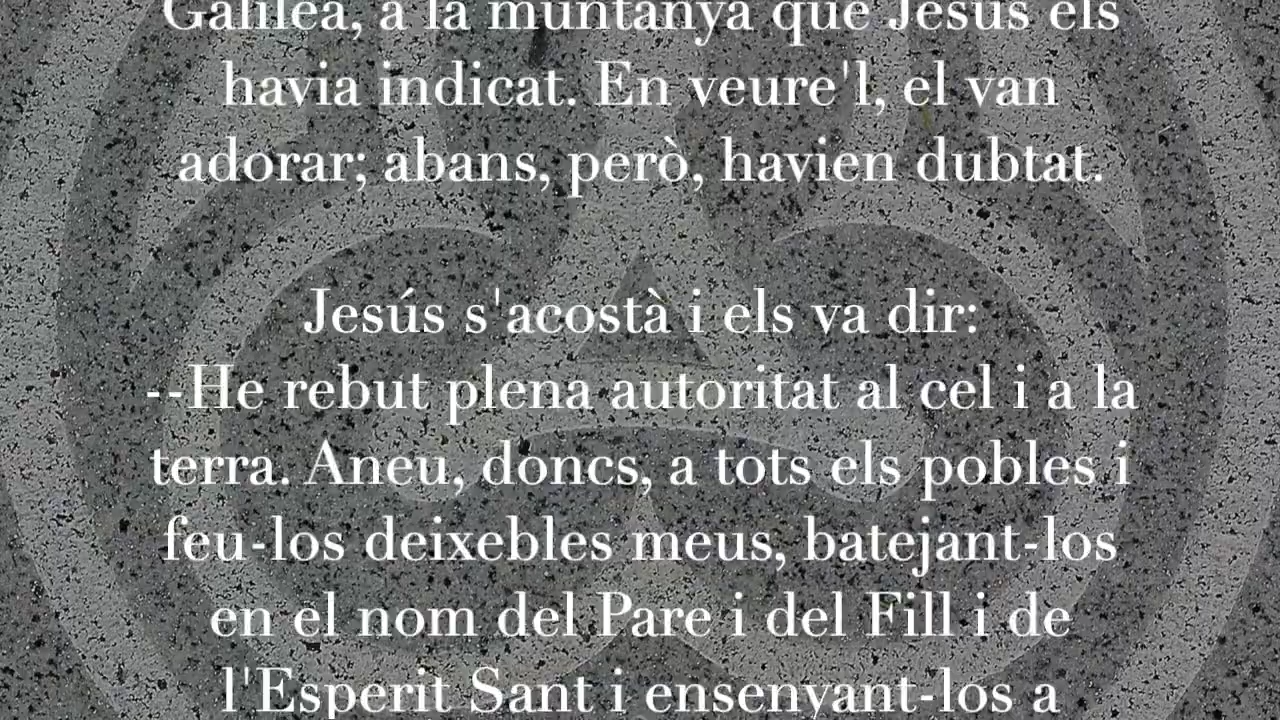 Galilea, a la muntanya que Jesús els
havia indicat. En veure'l, el van
adorar; abans, però, havien dubtat.
Jesús s'acostà i els va dir:
--He rebut plena autoritat al cel i a la
terra. Aneu, doncs, a tots els pobles i
feu-los deixebles meus, batejant-los
en el nom del Pare i del Fill i de
l'Esperit Sant i ensenyant-los a